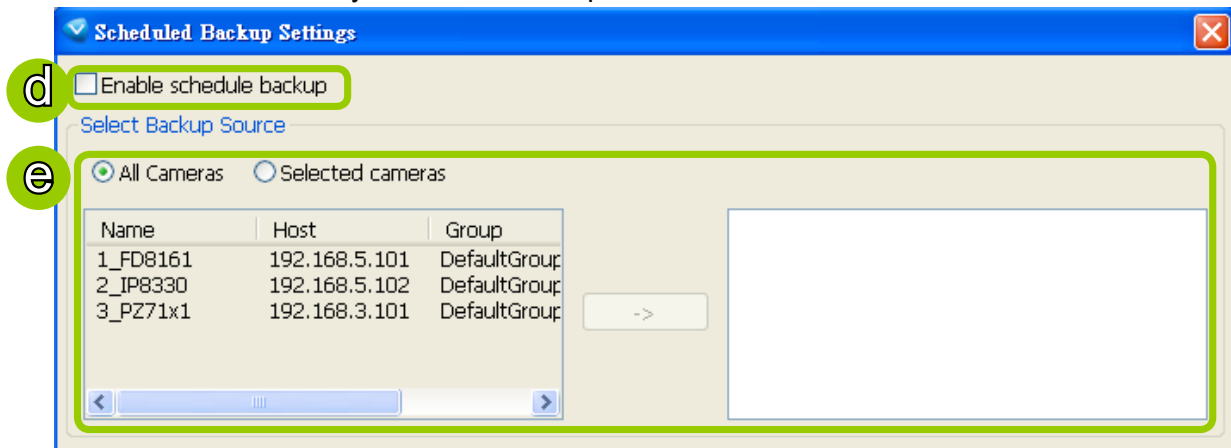 Scheduled Backup Settings
d
Enable schedule backup
Select Backup Source
e
All Cameras Selected cameras
Name Host Group
1_FD8161 192.168.5.101 DefaultGroup
2_IP8330 192.168.5.102 DefaultGroup
3_PZ71x1 192.168.3.101 DefaultGroup
->